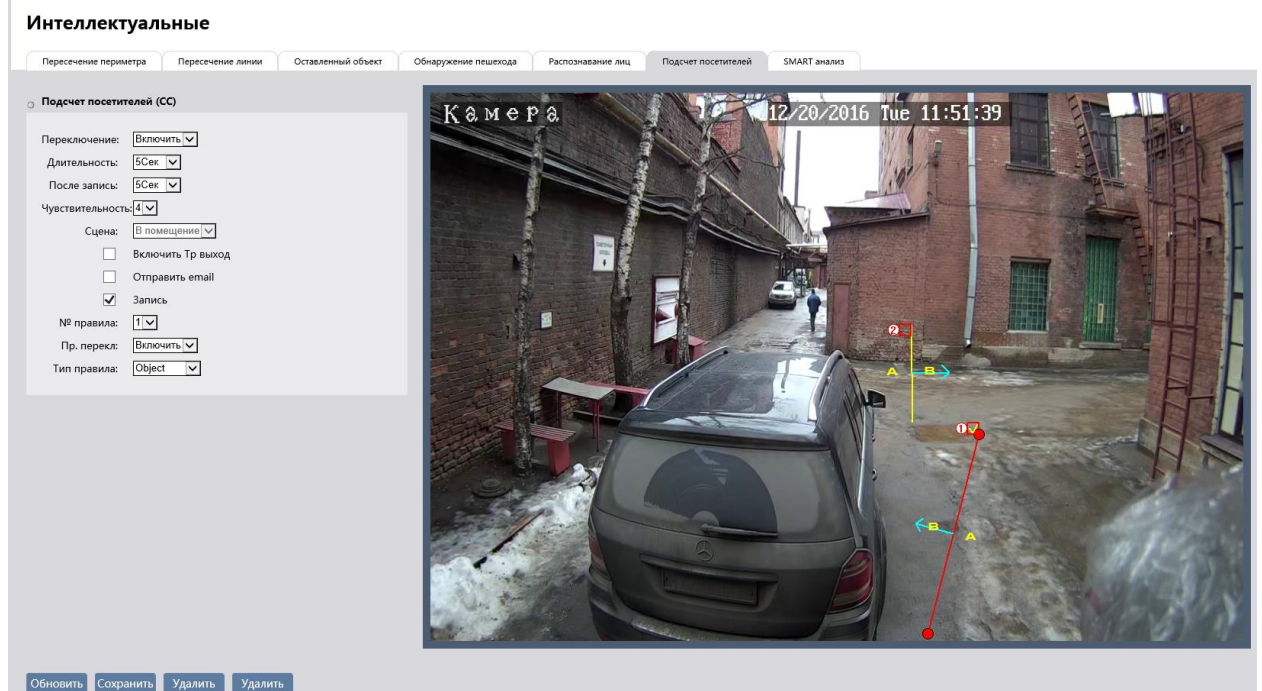 Интеллектуальные
Пересечение периметра Пересечение линии Оставленный объект Обнаружение пешехода Распознавание лиц Подсчет посетителей SMART анализ
Подсчет посетителей (CC)
Переключение: Включить
Длительность: 5Сек
После запись: 5Сек
Чувствительность: 4
Сцена: В помещение
Включить Тр выход
Отправить email
Запись
№ правила: 1
Пр. перекл: Включить
Тип правила: Object
Камера 12/20/2016 Tue 11:51:39
2
A B
1
B A
Обновить Сохранить Удалить Удалить